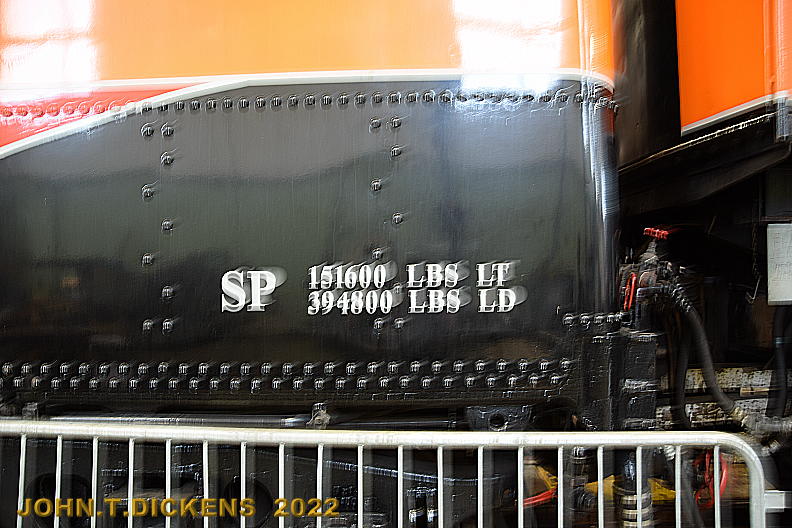 SP 151600 LBS LT
394800 LBS LD
JOHN.T.DICKENS 2022